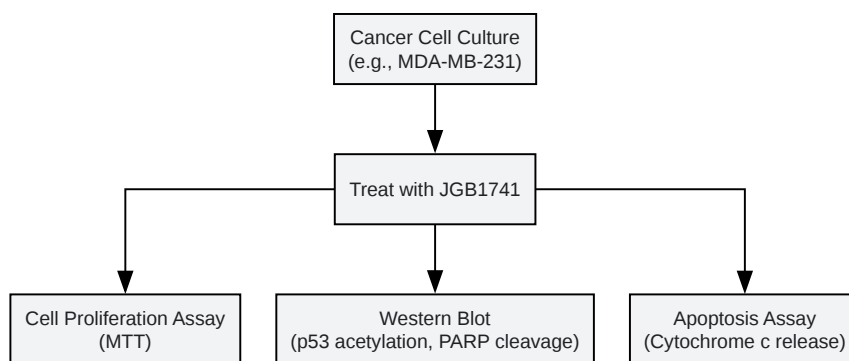 Cancer Cell Culture
(e.g., MDA-MB-231)
Treat with JGB1741
Cell Proliferation Assay
(MTT)
Western Blot
(p53 acetylation, PARP cleavage)
Apoptosis Assay
(Cytochrome c release)